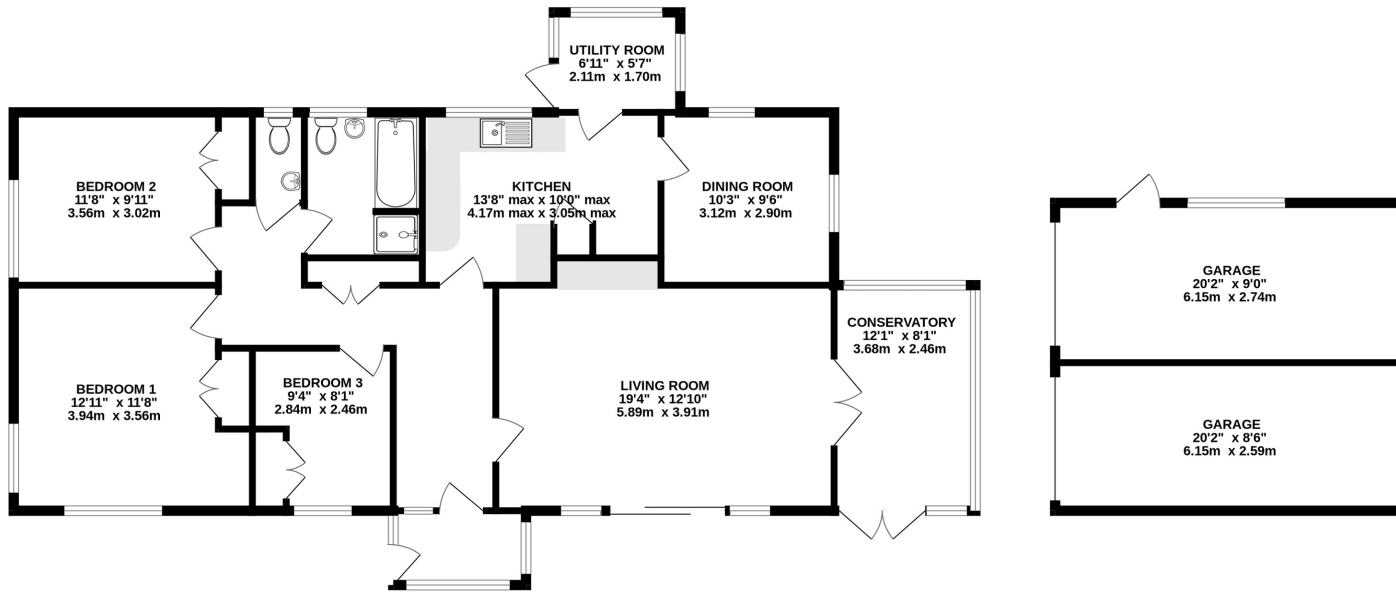 UTILITY ROOM
6'11" x 5'7"
2.11m x 1.70m
BEDROOM 2
11'8" x 9'11"
3.56m x 3.02m
KITCHEN
13'8" max x 10'0" max
4.17m max x 3.05m max
DINING ROOM
10'3" x 9'6"
3.12m x 2.90m
GARAGE
20'2" x 9'0"
6.15m x 2.74m
CONSERVATORY
12'1" x 8'1"
3.68m x 2.46m
BEDROOM 1
12'11" x 11'8"
3.94m x 3.56m
BEDROOM 3
9'4" x 8'1"
2.84m x 2.46m
LIVING ROOM
19'4" x 12'10"
5.89m x 3.91m
GARAGE
20'2" x 8'6"
6.15m x 2.59m